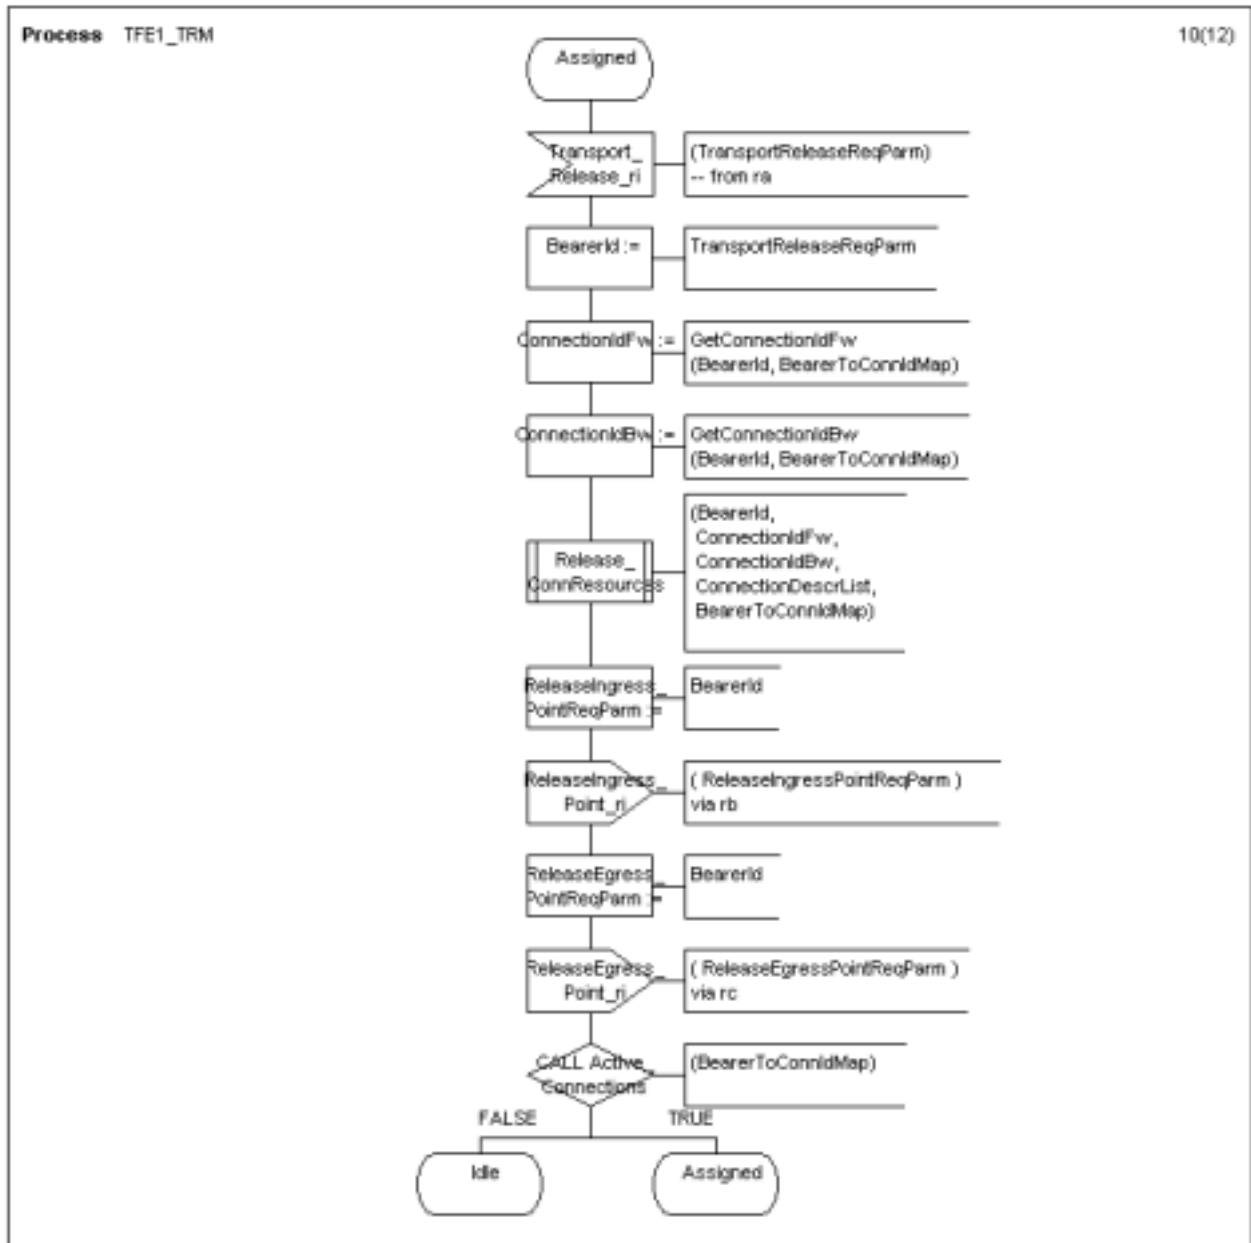 Process TFE1_TRM
10(12)
Assigned
Transport_
Release_ri
(TransportReleaseReqParm)
-- from ra
BearerId :=
TransportReleaseReqParm
ConnectionIdFw :=
GetConnectionIdFw
(BearerId, BearerToConnIdMap)
ConnectionIdBw :=
GetConnectionIdBw
(BearerId, BearerToConnIdMap)
Release_
ConnResources
(BearerId,
ConnectionIdFw,
ConnectionIdBw,
ConnectionDescrList,
BearerToConnIdMap)
ReleaseIngress_
PointReqParm :=
BearerId
ReleaseIngress_
Point_ri
( ReleaseIngressPointReqParm )
via rb
ReleaseEgress_
PointReqParm :=
BearerId
ReleaseEgress_
Point_ri
( ReleaseEgressPointReqParm )
via rc
CALL Active_
Connections
(BearerToConnIdMap)
FALSE
TRUE
Idle
Assigned